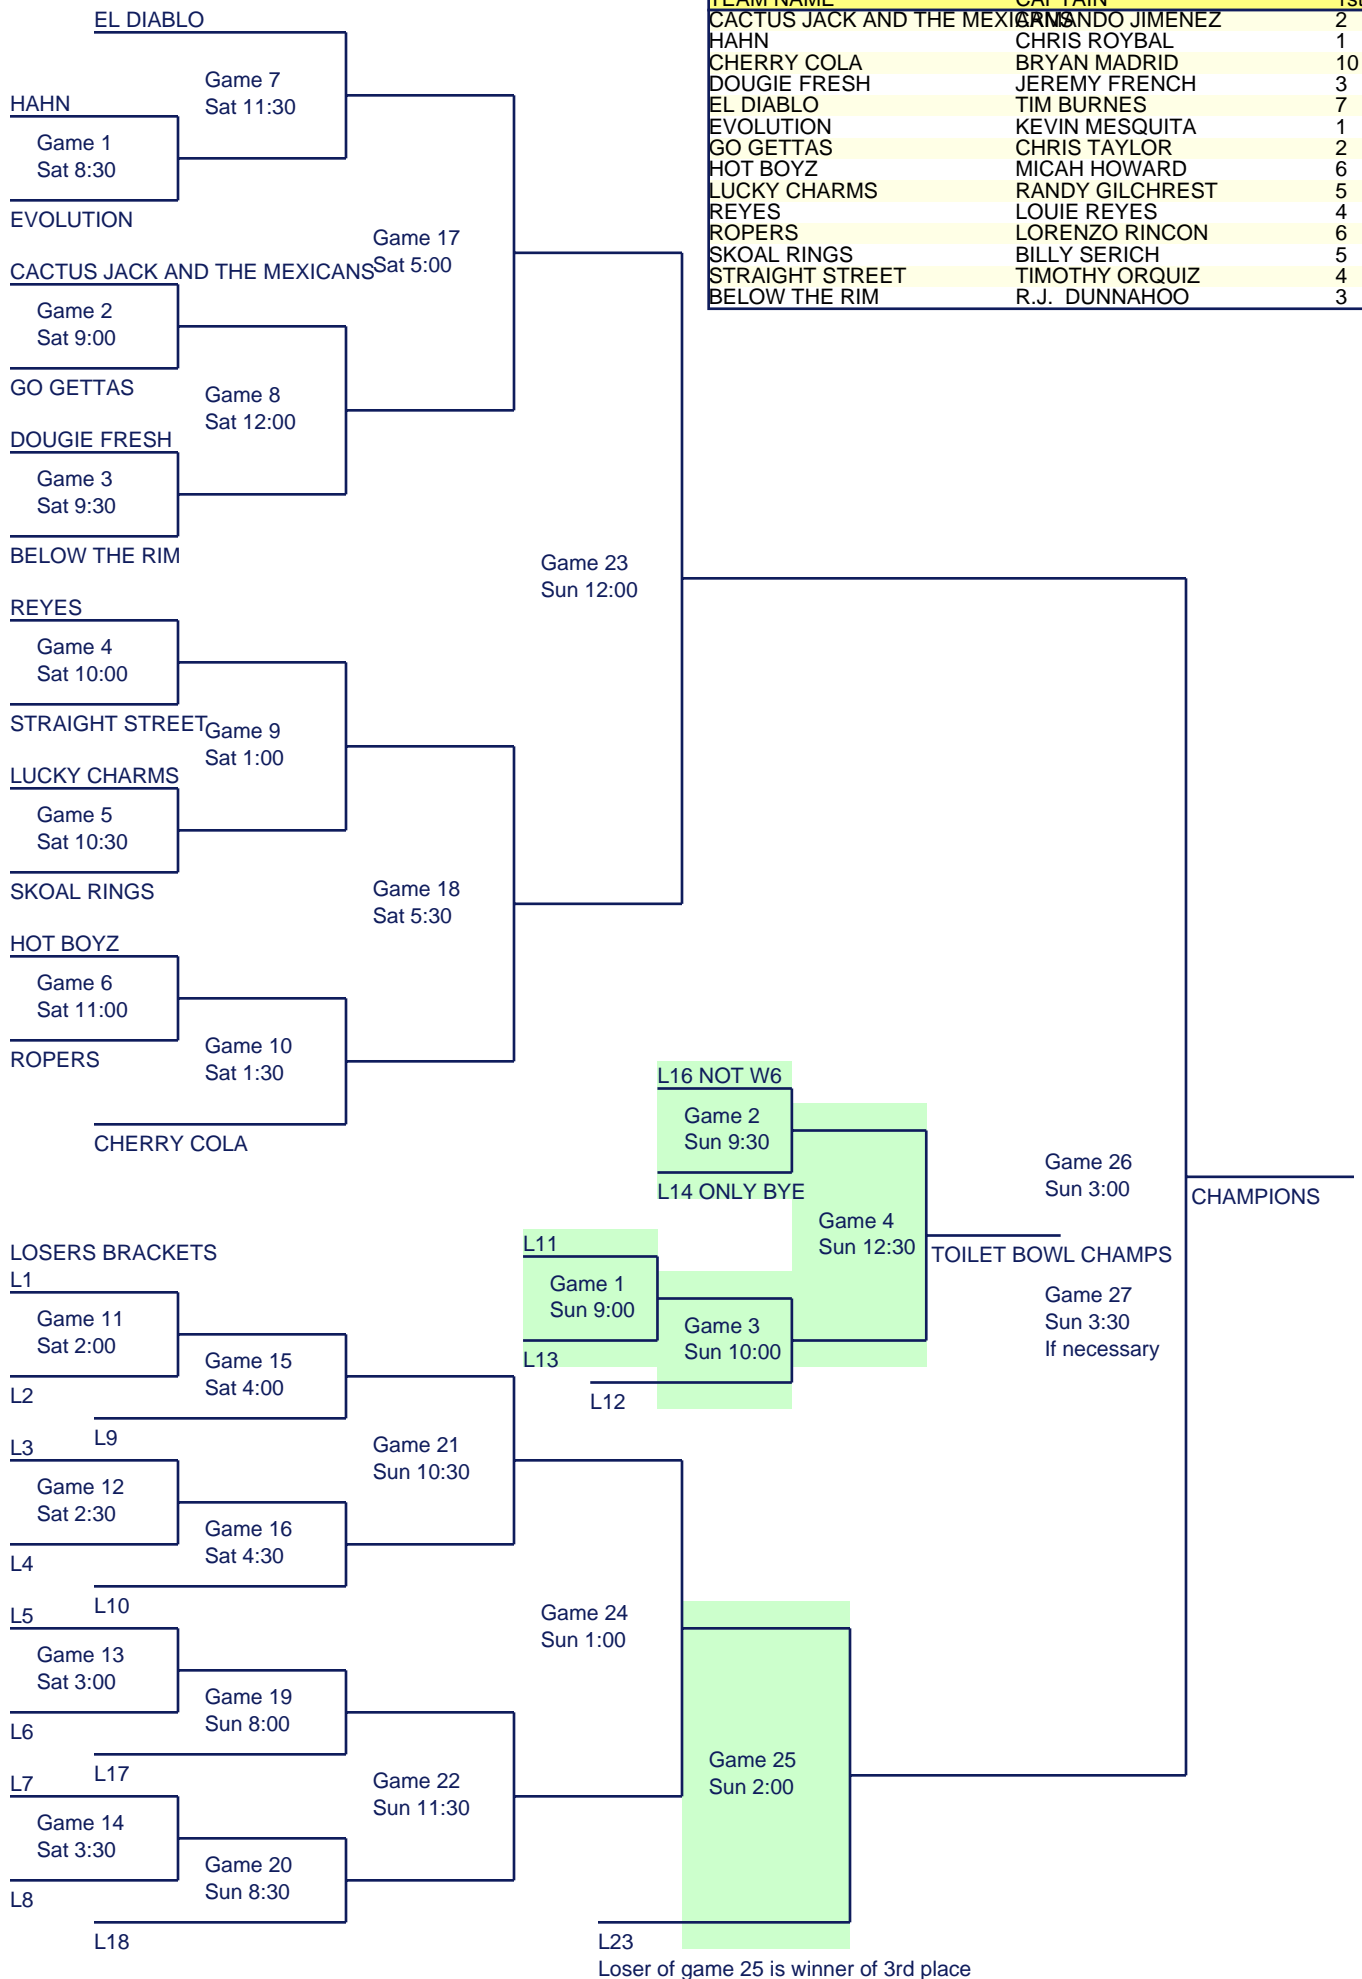 TEAM NAME CAPTAIN 1st
CACTUS JACK AND THE MEXICANS ARMANDO JIMENEZ 2
HAHN CHRIS ROYBAL 1
CHERRY COLA BRYAN MADRID 10
DOUGIE FRESH JEREMY FRENCH 3
EL DIABLO TIM BURNES 7
EVOLUTION KEVIN MESQUITA 1
GO GETTAS CHRIS TAYLOR 2
HOT BOYZ MICAH HOWARD 6
LUCKY CHARMS RANDY GILCHREST 5
REYES LOUIE REYES 4
ROPERS LORENZO RINCON 6
SKOAL RINGS BILLY SERICH 5
STRAIGHT STREET TIMOTHY ORQUIZ 4
BELOW THE RIM R.J. DUNNAHOO 3
EL DIABLO
Game 7
Sat 11:30
HAHN
Game 1
Sat 8:30
EVOLUTION
Game 17
Sat 5:00
CACTUS JACK AND THE MEXICANS
Game 2
Sat 9:00
GO GETTAS
Game 8
Sat 12:00
DOUGIE FRESH
Game 3
Sat 9:30
BELOW THE RIM
Game 23
Sun 12:00
REYES
Game 4
Sat 10:00
STRAIGHT STREET
Game 9
Sat 1:00
LUCKY CHARMS
Game 5
Sat 10:30
SKOAL RINGS
Game 18
Sat 5:30
HOT BOYZ
Game 6
Sat 11:00
ROPERS
Game 10
Sat 1:30
CHERRY COLA
L16 NOT W6
Game 2
Sun 9:30
L14 ONLY BYE
Game 26
Sun 3:00
CHAMPIONS
Game 4
Sun 12:30
TOILET BOWL CHAMPS
L11
Game 1
Sun 9:00
L13
Game 3
Sun 10:00
L12
Game 27
Sun 3:30
If necessary
LOSERS BRACKETS
L1
Game 11
Sat 2:00
L2
Game 15
Sat 4:00
L9
Game 21
Sun 10:30
L3
Game 12
Sat 2:30
L4
Game 16
Sat 4:30
L10
Game 24
Sun 1:00
L5
Game 13
Sat 3:00
L6
Game 19
Sun 8:00
L17
Game 22
Sun 11:30
Game 25
Sun 2:00
L7
Game 14
Sat 3:30
L8
Game 20
Sun 8:30
L18
L23
Loser of game 25 is winner of 3rd place